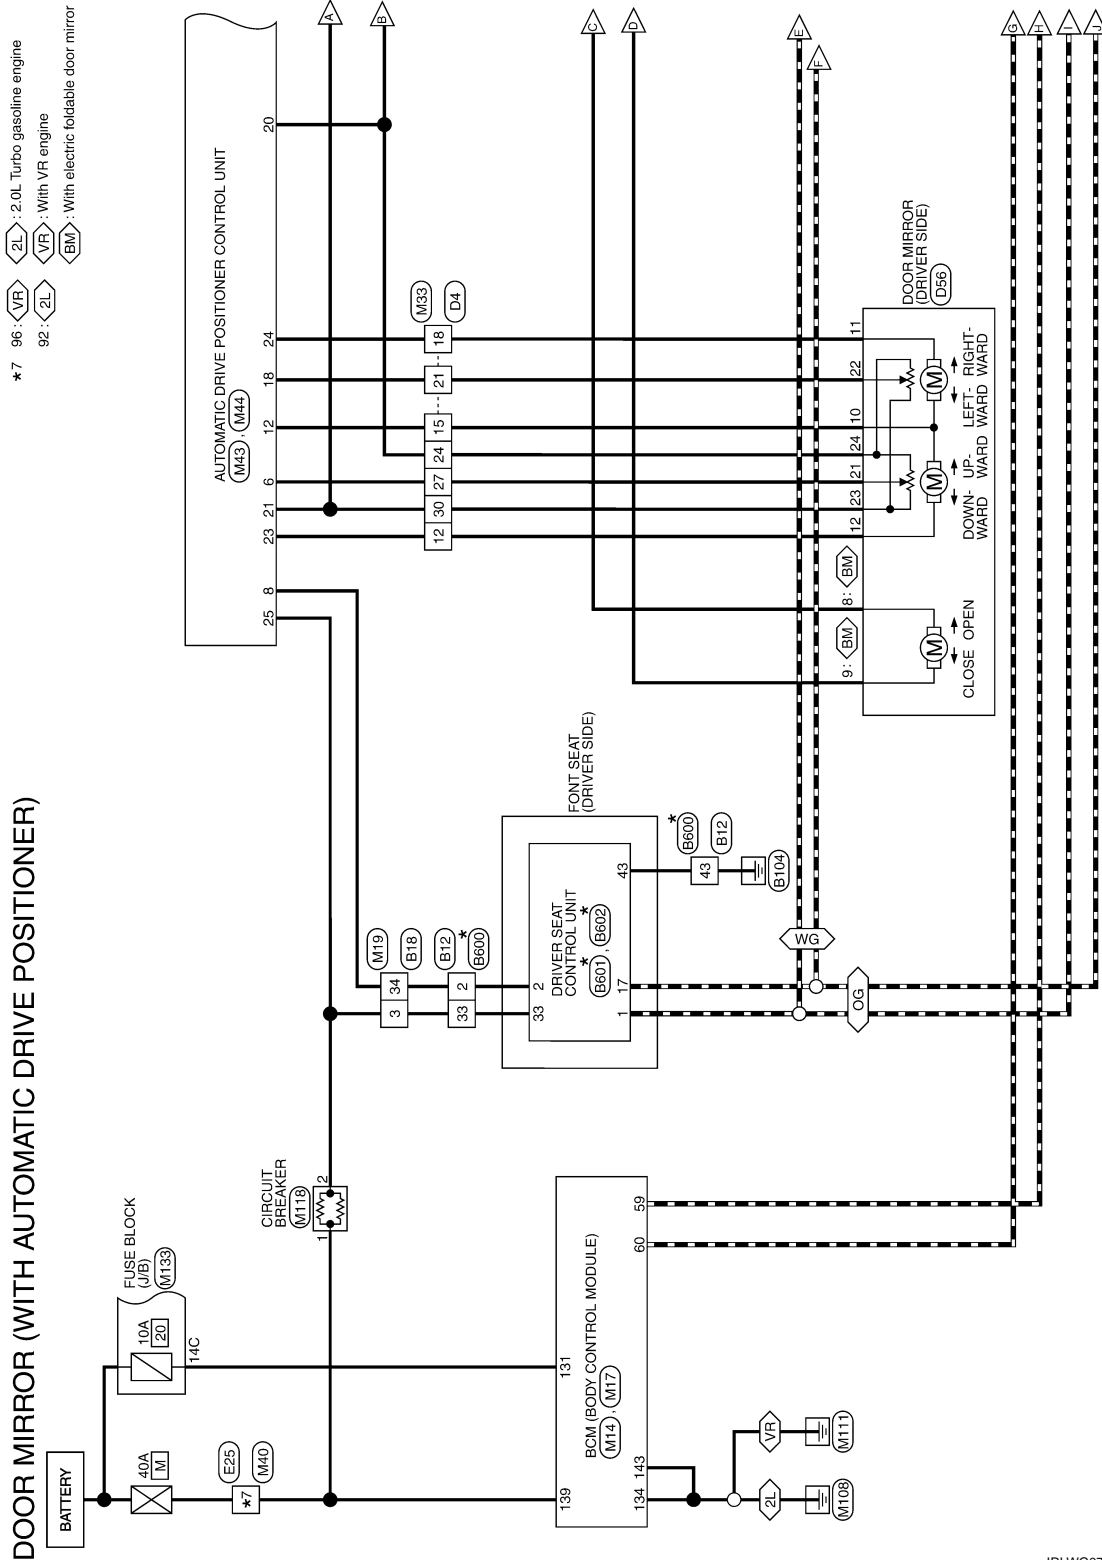 DOOR MIRROR (WITH AUTOMATIC DRIVE POSITIONER)
*7 96 : VR
92 : 2L
2L : 2.0L Turbo gasoline engine
VR : With VR engine
BM : With electric foldable door mirror
BATTERY
40A
M
E25
*7
M40
FUSE BLOCK
(J/B)
M133
10A
20
14C
CIRCUIT
BREAKER
M118
1
2
139
131
BCM (BODY CONTROL MODULE)
M14 , M17
134
143
60
59
2L
VR
M108
M111
M19
3
34
B18
B12
33
2
*
B600
FONT SEAT
(DRIVER SIDE)
33
2
DRIVER SEAT
CONTROL UNIT
*
B601 ,
*
B602
1
17
43
*
B600
43
B12
B104
WG
OG
AUTOMATIC DRIVE POSITIONER CONTROL UNIT
M43 , M44
25
8
23
21
6
12
18
24
20
M33
12
30
27
24
15
21
18
D4
DOOR MIRROR
(DRIVER SIDE)
D56
9 : BM
8 : BM
12
23
21
24
10
22
11
M
M
M
CLOSE OPEN
DOWN-
WARD
UP-
WARD
LEFT-
WARD
RIGHT-
WARD
A
B
C
D
E
F
G
H
I
J